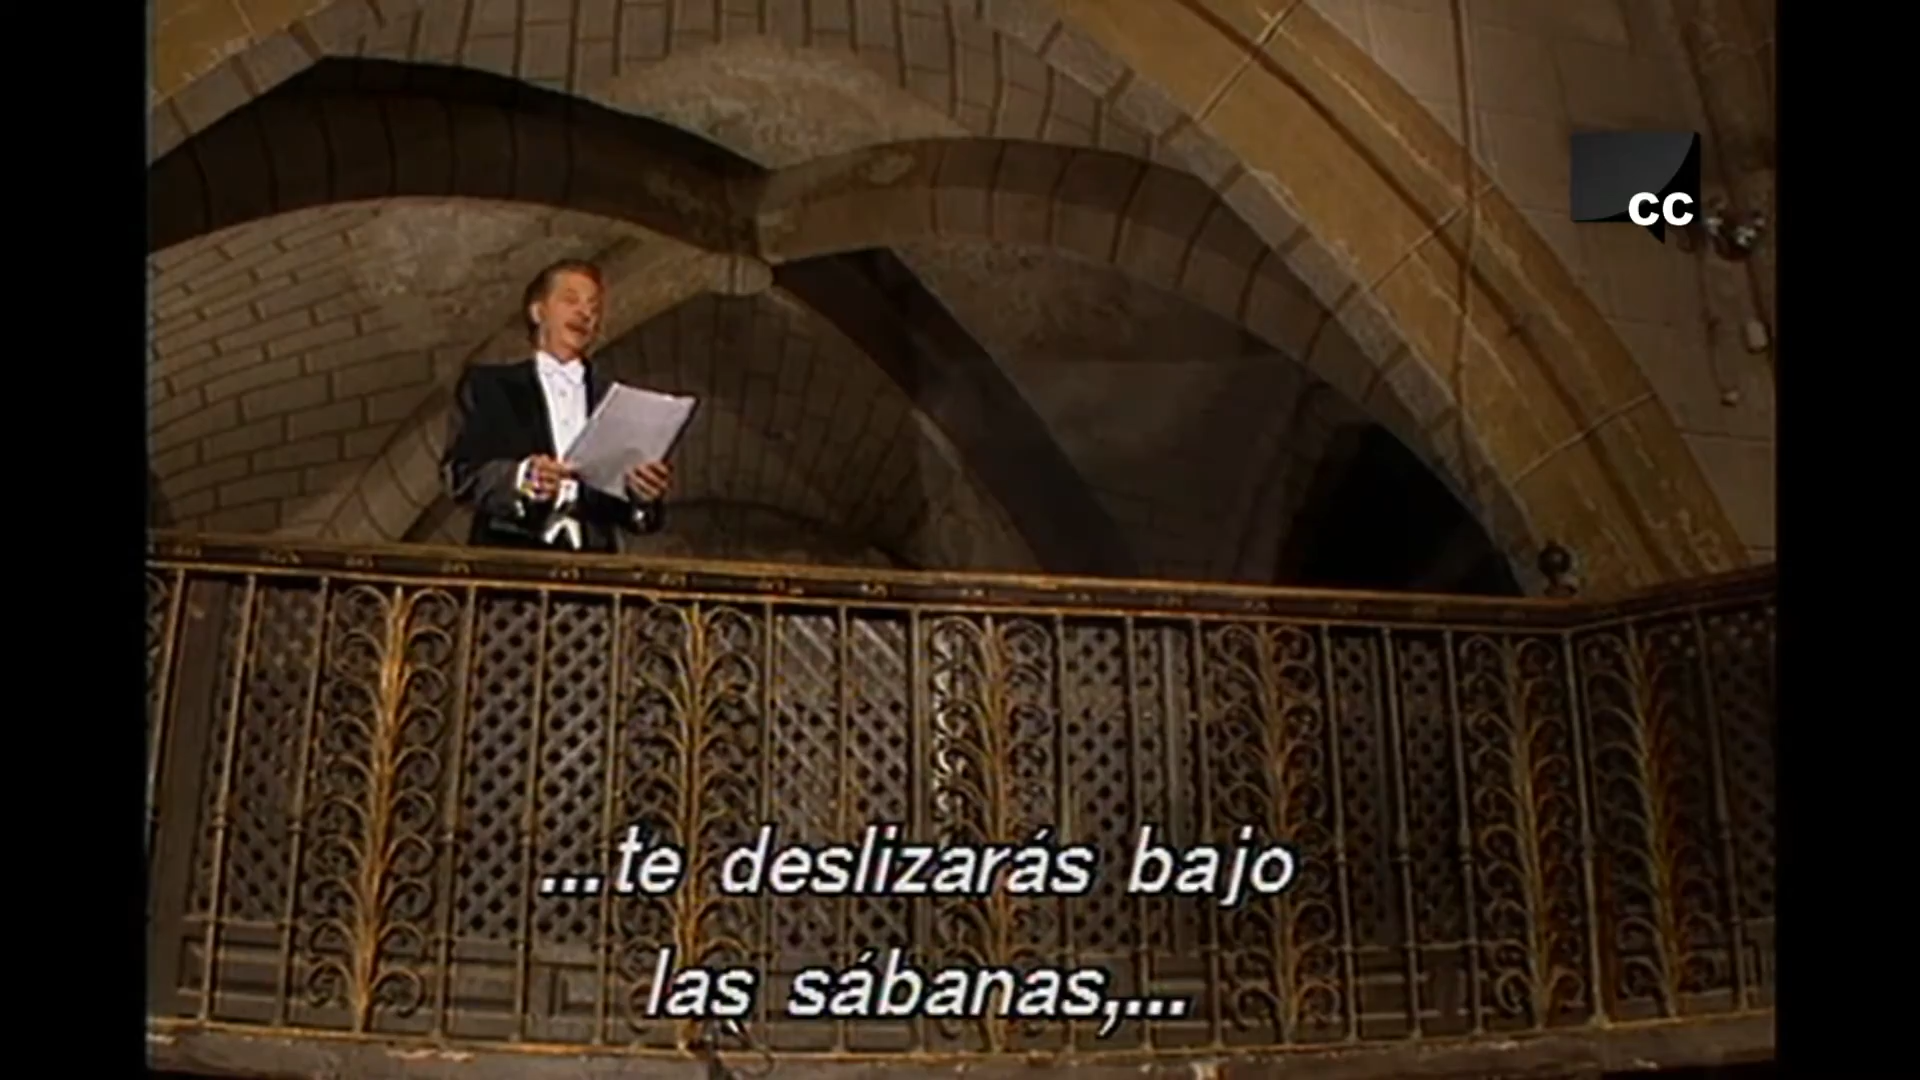 cc
...te deslizarás bajo
las sábanas,...